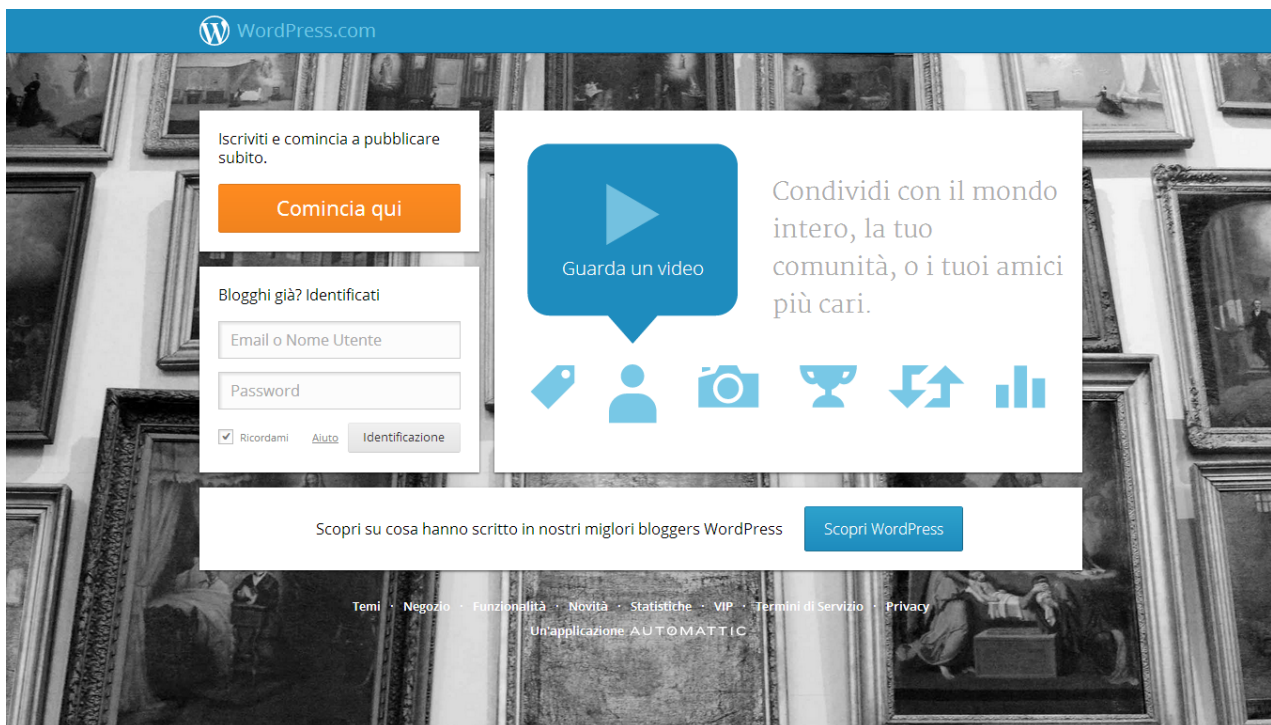 WordPress.com
Iscriviti e comincia a pubblicare
subito.
Comincia qui
Blogghi già? Identificati
Email o Nome Utente
Password
Ricordami Aiuto Identificazione
Guarda un video
Condividi con il mondo
intero, la tuo
comunità, o i tuoi amici
più cari.
Scopri su cosa hanno scritto in nostri migliori bloggers WordPress Scopri WordPress
Temi · Negozio · Funzionalità · Novità · Statistiche · VIP · Termini di Servizio · Privacy
Un'applicazione AUTOMATTIC